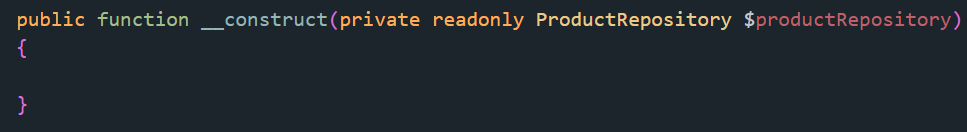 public function __construct(private readonly ProductRepository $productRepository)
{
}